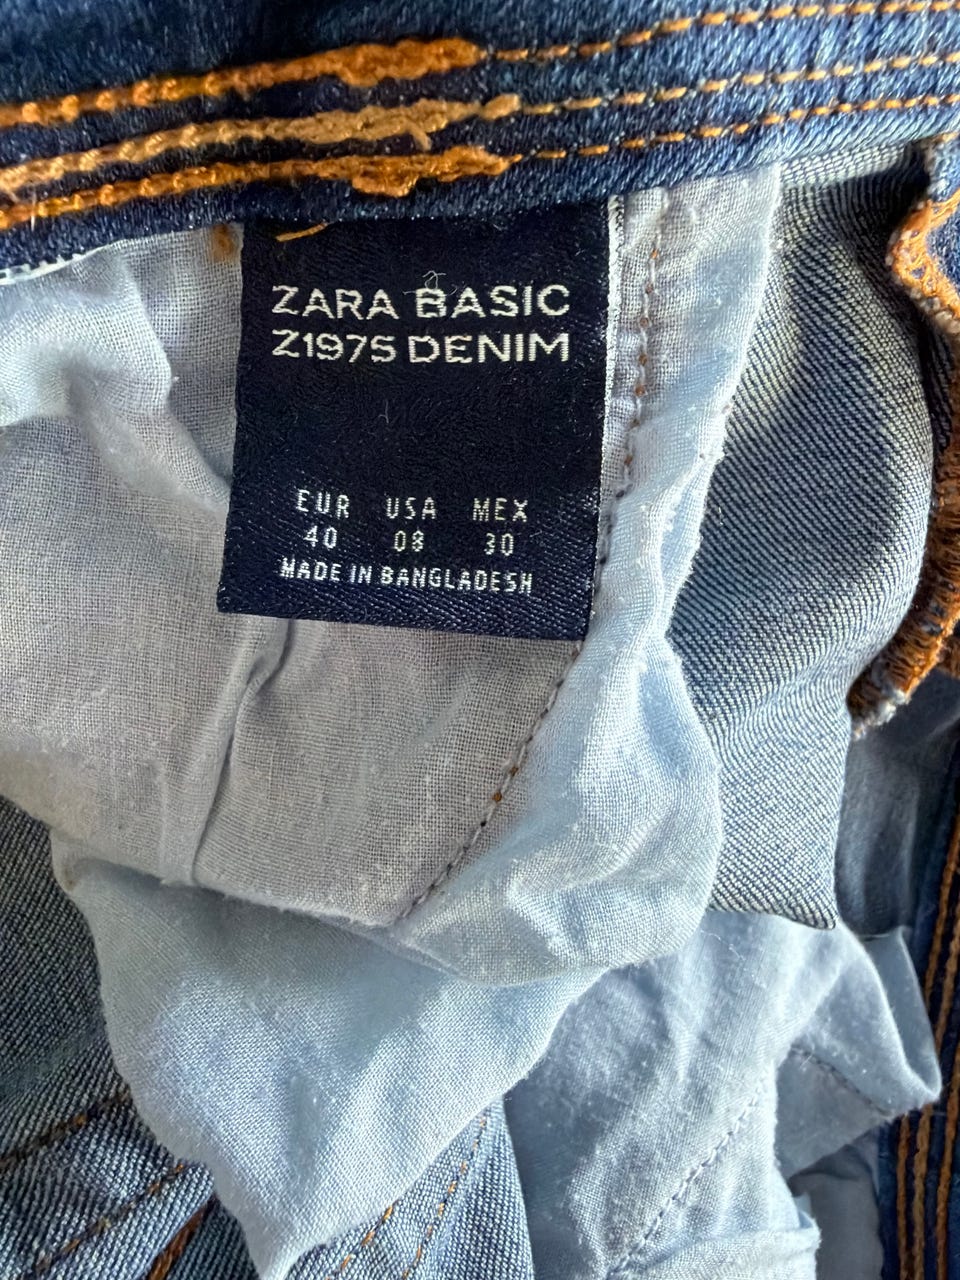 ZARA BASIC
Z1975 DENIM
EUR USA MEX
40 08 30
MADE IN BANGLADESH